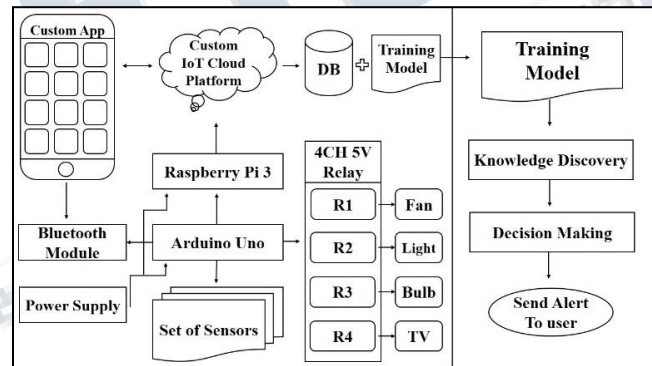 Custom App
Custom
IoT Cloud
Platform
DB
Training
Model
Training
Model
Raspberry Pi 3
4CH 5V
Relay
Knowledge Discovery
R1
Fan
Bluetooth
Module
Arduino Uno
R2
Light
Decision Making
Power Supply
R3
Bulb
Set of Sensors
R4
TV
Send Alert
To user